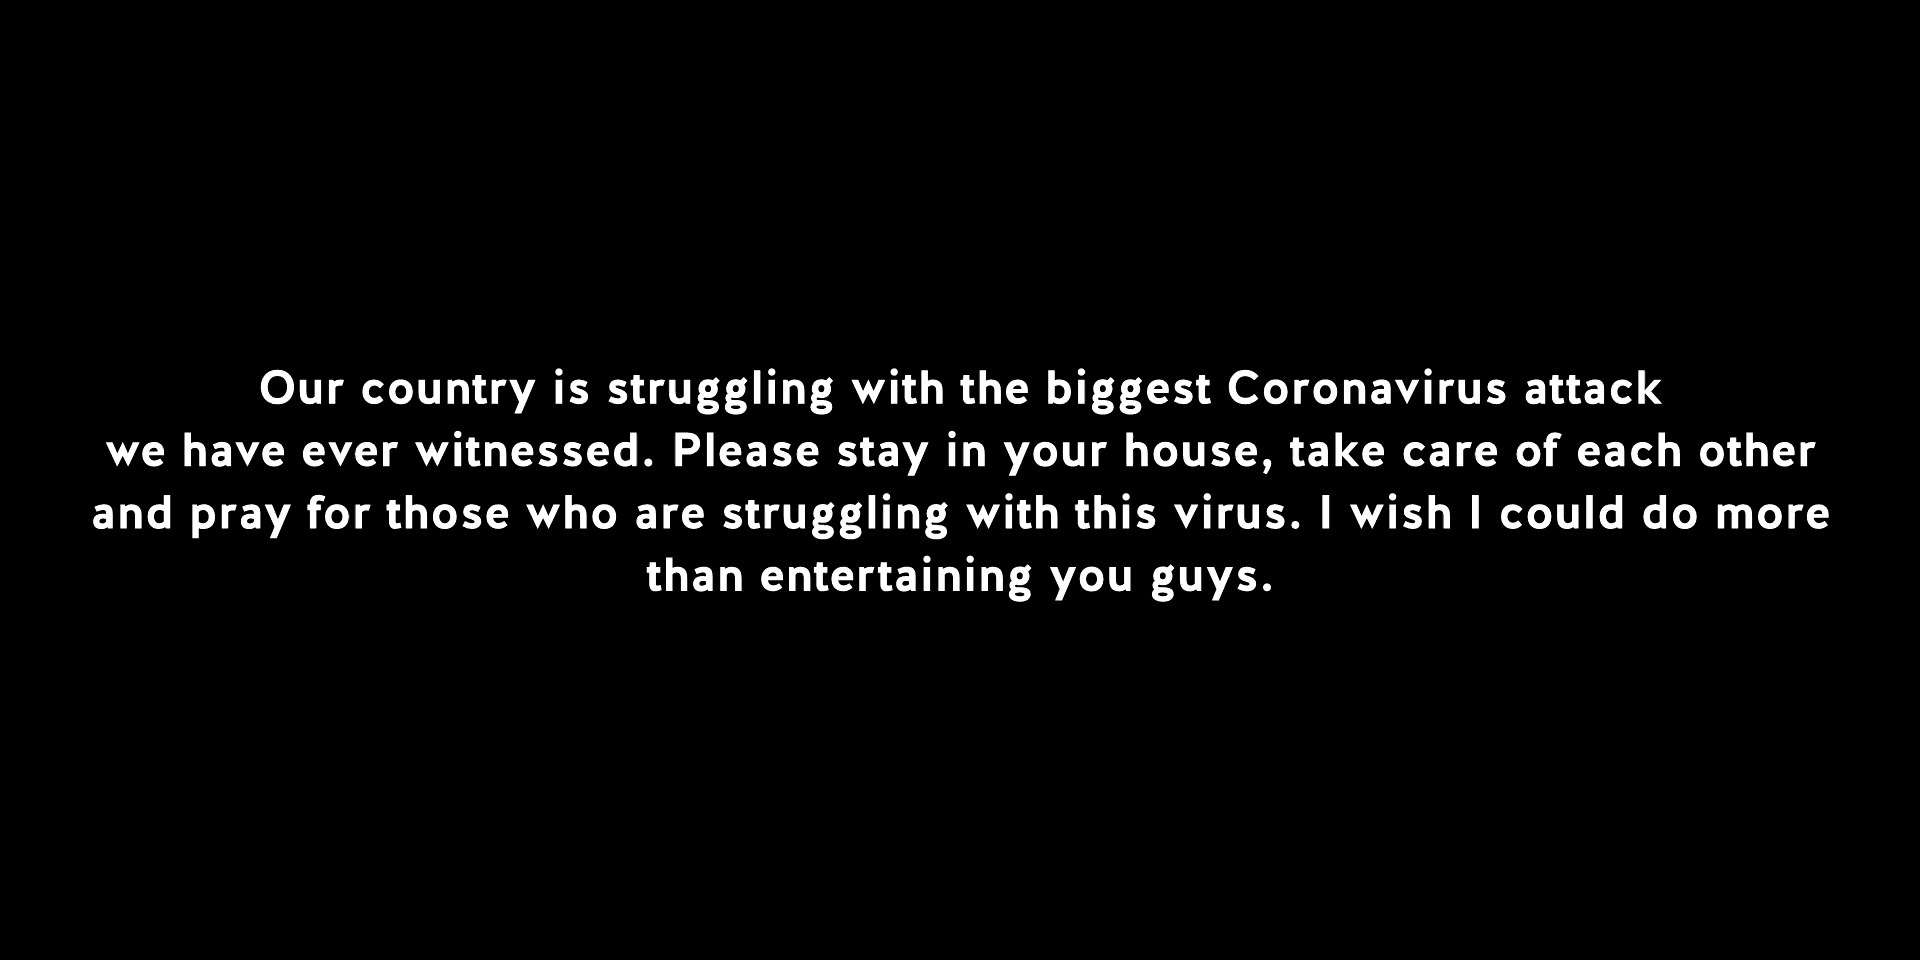 Our country is struggling with the biggest Coronavirus attack
we have ever witnessed. Please stay in your house, take care of each other
and pray for those who are struggling with this virus. I wish I could do more
than entertaining you guys.